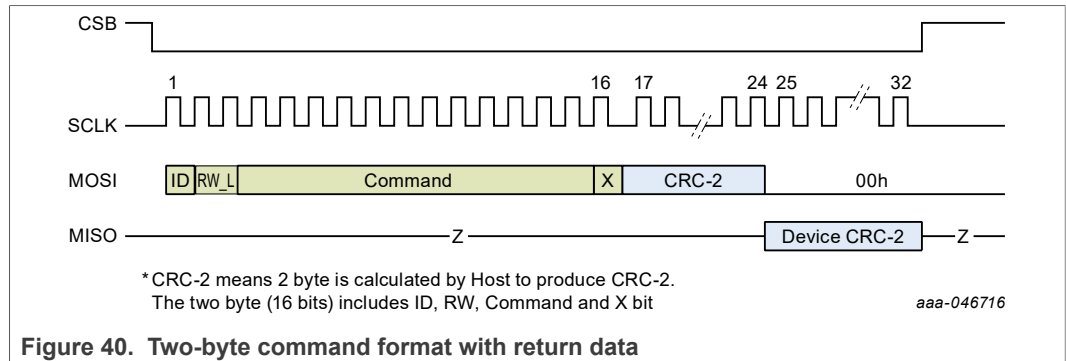 CSB
1 16 17 24 25 32
SCLK
MOSI ID RW_L Command X CRC-2 00h
MISO Z Device CRC-2 Z
* CRC-2 means 2 byte is calculated by Host to produce CRC-2.
The two byte (16 bits) includes ID, RW, Command and X bit aaa-046716
Figure 40. Two-byte command format with return data